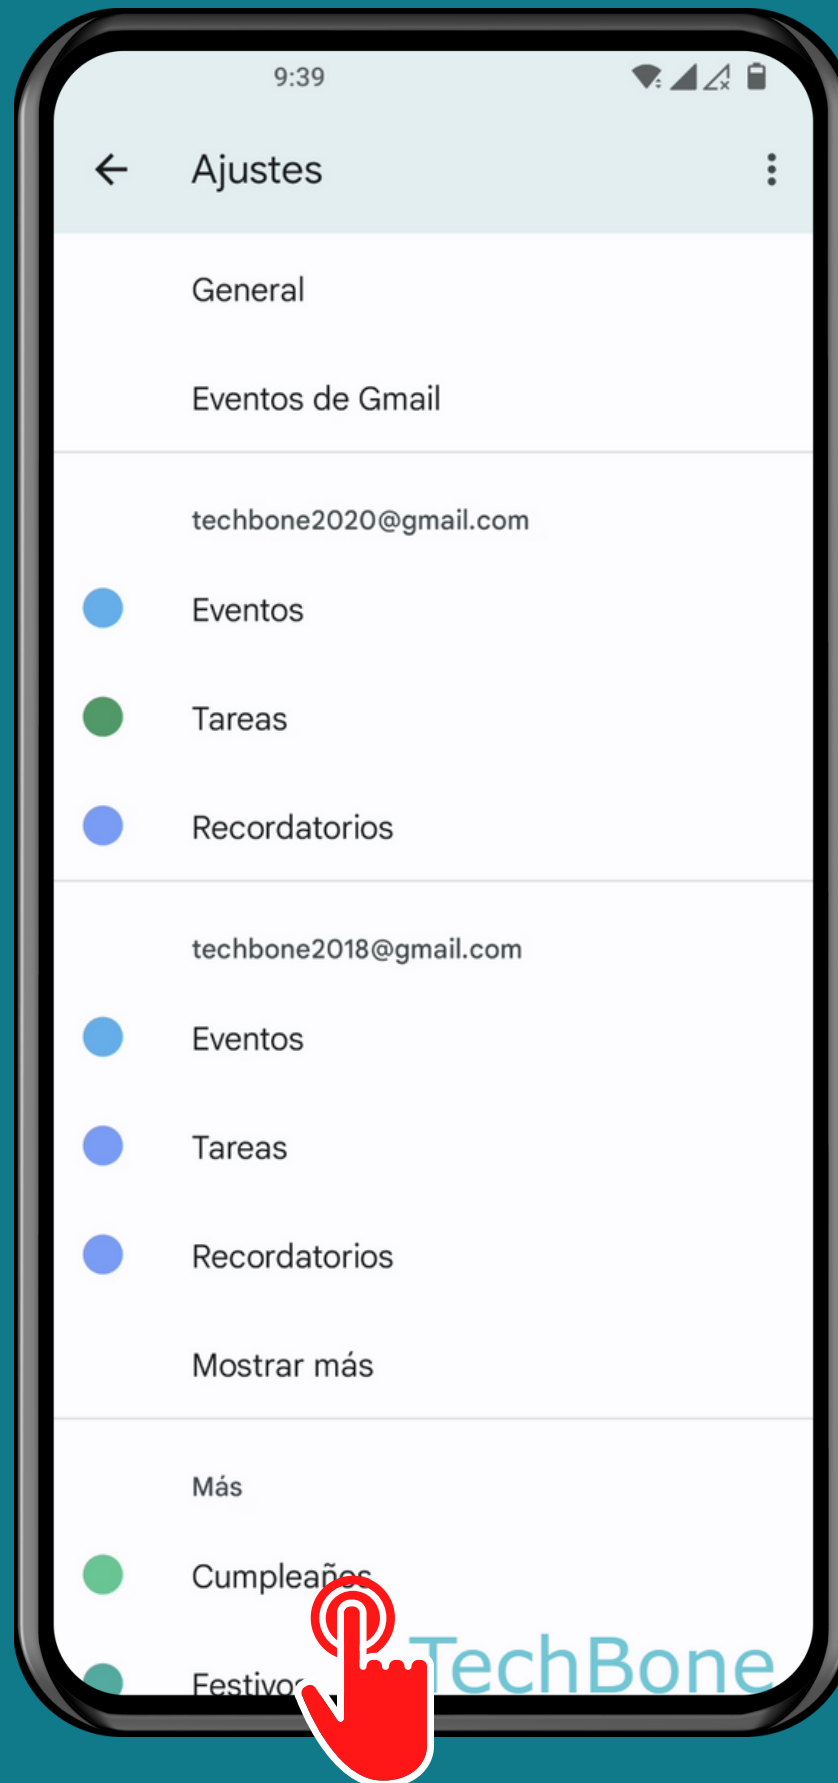 9:39
Ajustes
General
Eventos de Gmail
techbone2020@gmail.com
Eventos
Tareas
Recordatorios
techbone2018@gmail.com
Eventos
Tareas
Recordatorios
Mostrar más
Más
Cumpleaños
Festivos
TechBone